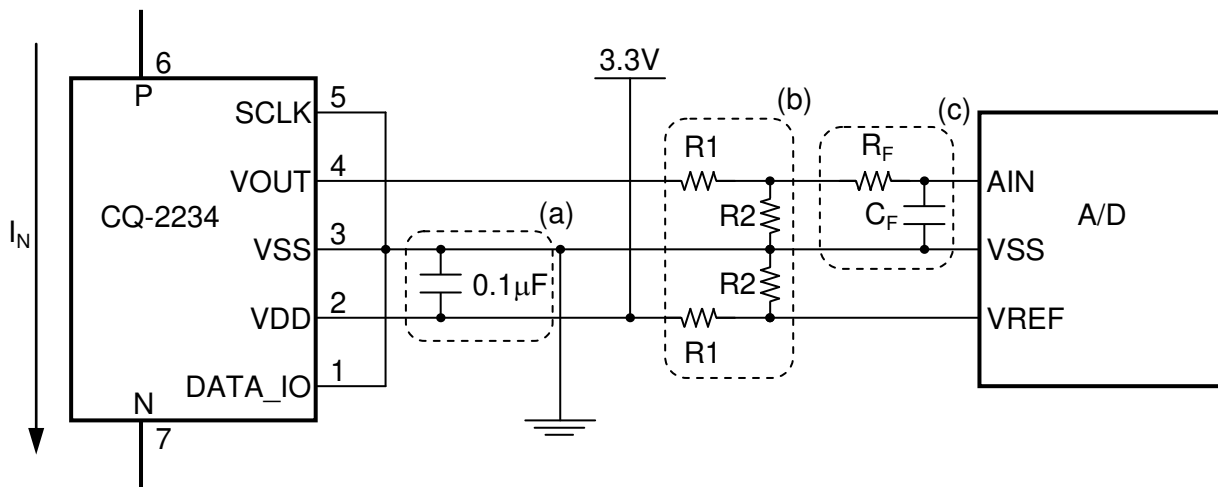 6
3.3V
P
SCLK
5
(b)
(c)
R1
RF
VOUT
4
AIN
CQ-2234
(a)
R2
CF
A/D
IN
VSS
3
VSS
0.1μF
R2
VDD
2
VREF
R1
DATA_IO
1
N
7